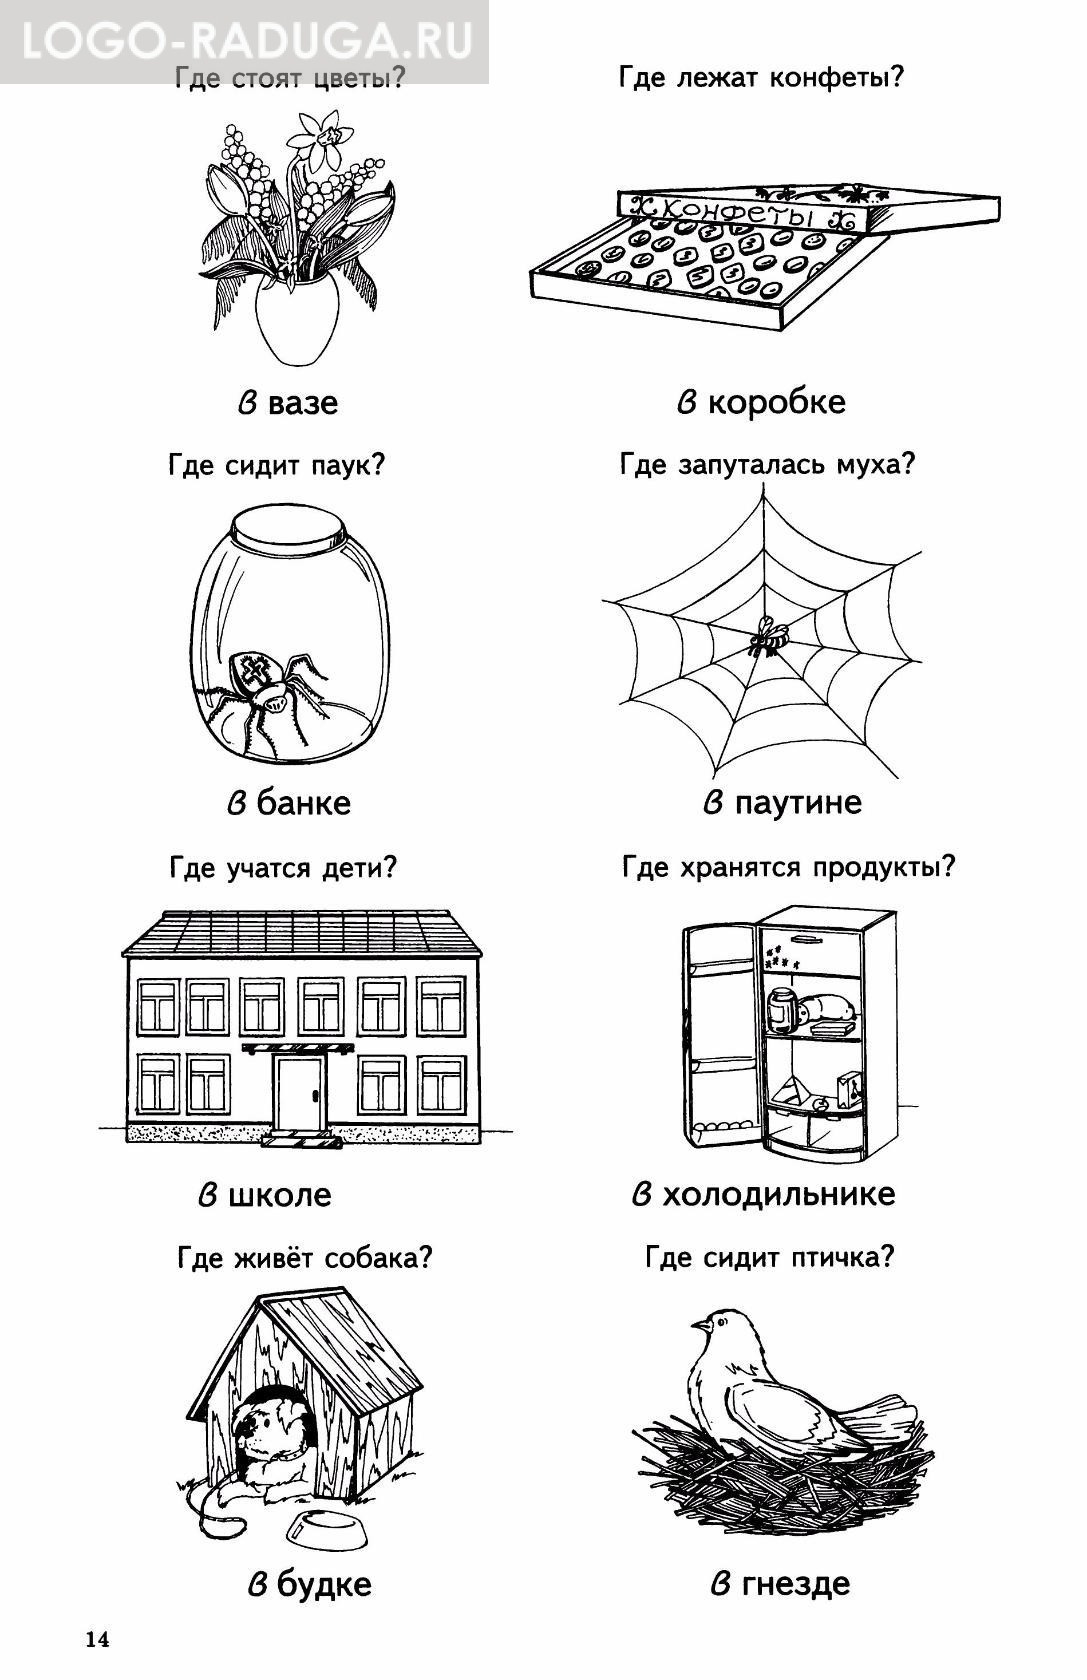 LOGO-RADUGA.RU
Где стоят цветы?
Где лежат конфеты?
конфеты
в вазе
в коробке
Где сидит паук?
Где запуталась муха?
в банке
в паутине
Где учатся дети?
Где хранятся продукты?
в школе
в холодильнике
Где живёт собака?
Где сидит птичка?
в будке
в гнезде
14